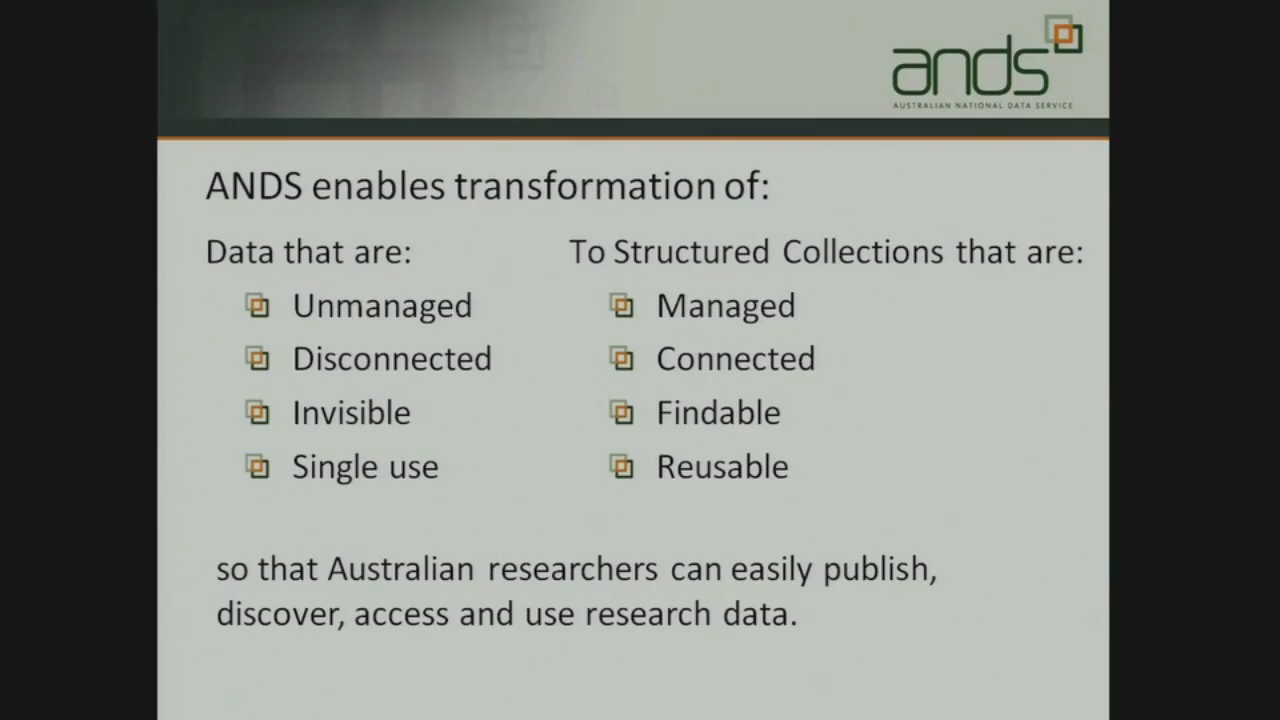 ands
AUSTRALIAN NATIONAL DATA SERVICE
ANDS enables transformation of:
Data that are:
Unmanaged
Disconnected
Invisible
Single use
To Structured Collections that are:
Managed
Connected
Findable
Reusable
so that Australian researchers can easily publish,
discover, access and use research data.